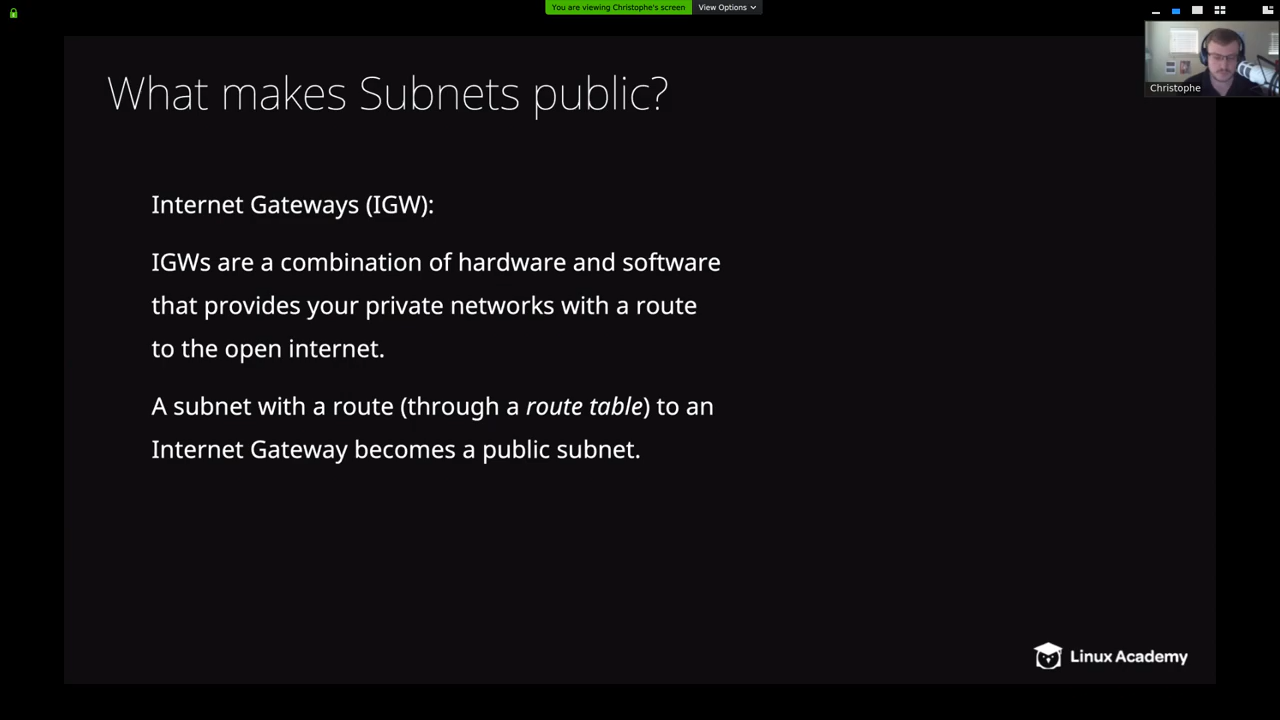 You are viewing Christophe's screen
View Options
Christophe
What makes Subnets public?
Internet Gateways (IGW):
IGWs are a combination of hardware and software
that provides your private networks with a route
to the open internet.
A subnet with a route (through a route table) to an
Internet Gateway becomes a public subnet.
Linux Academy